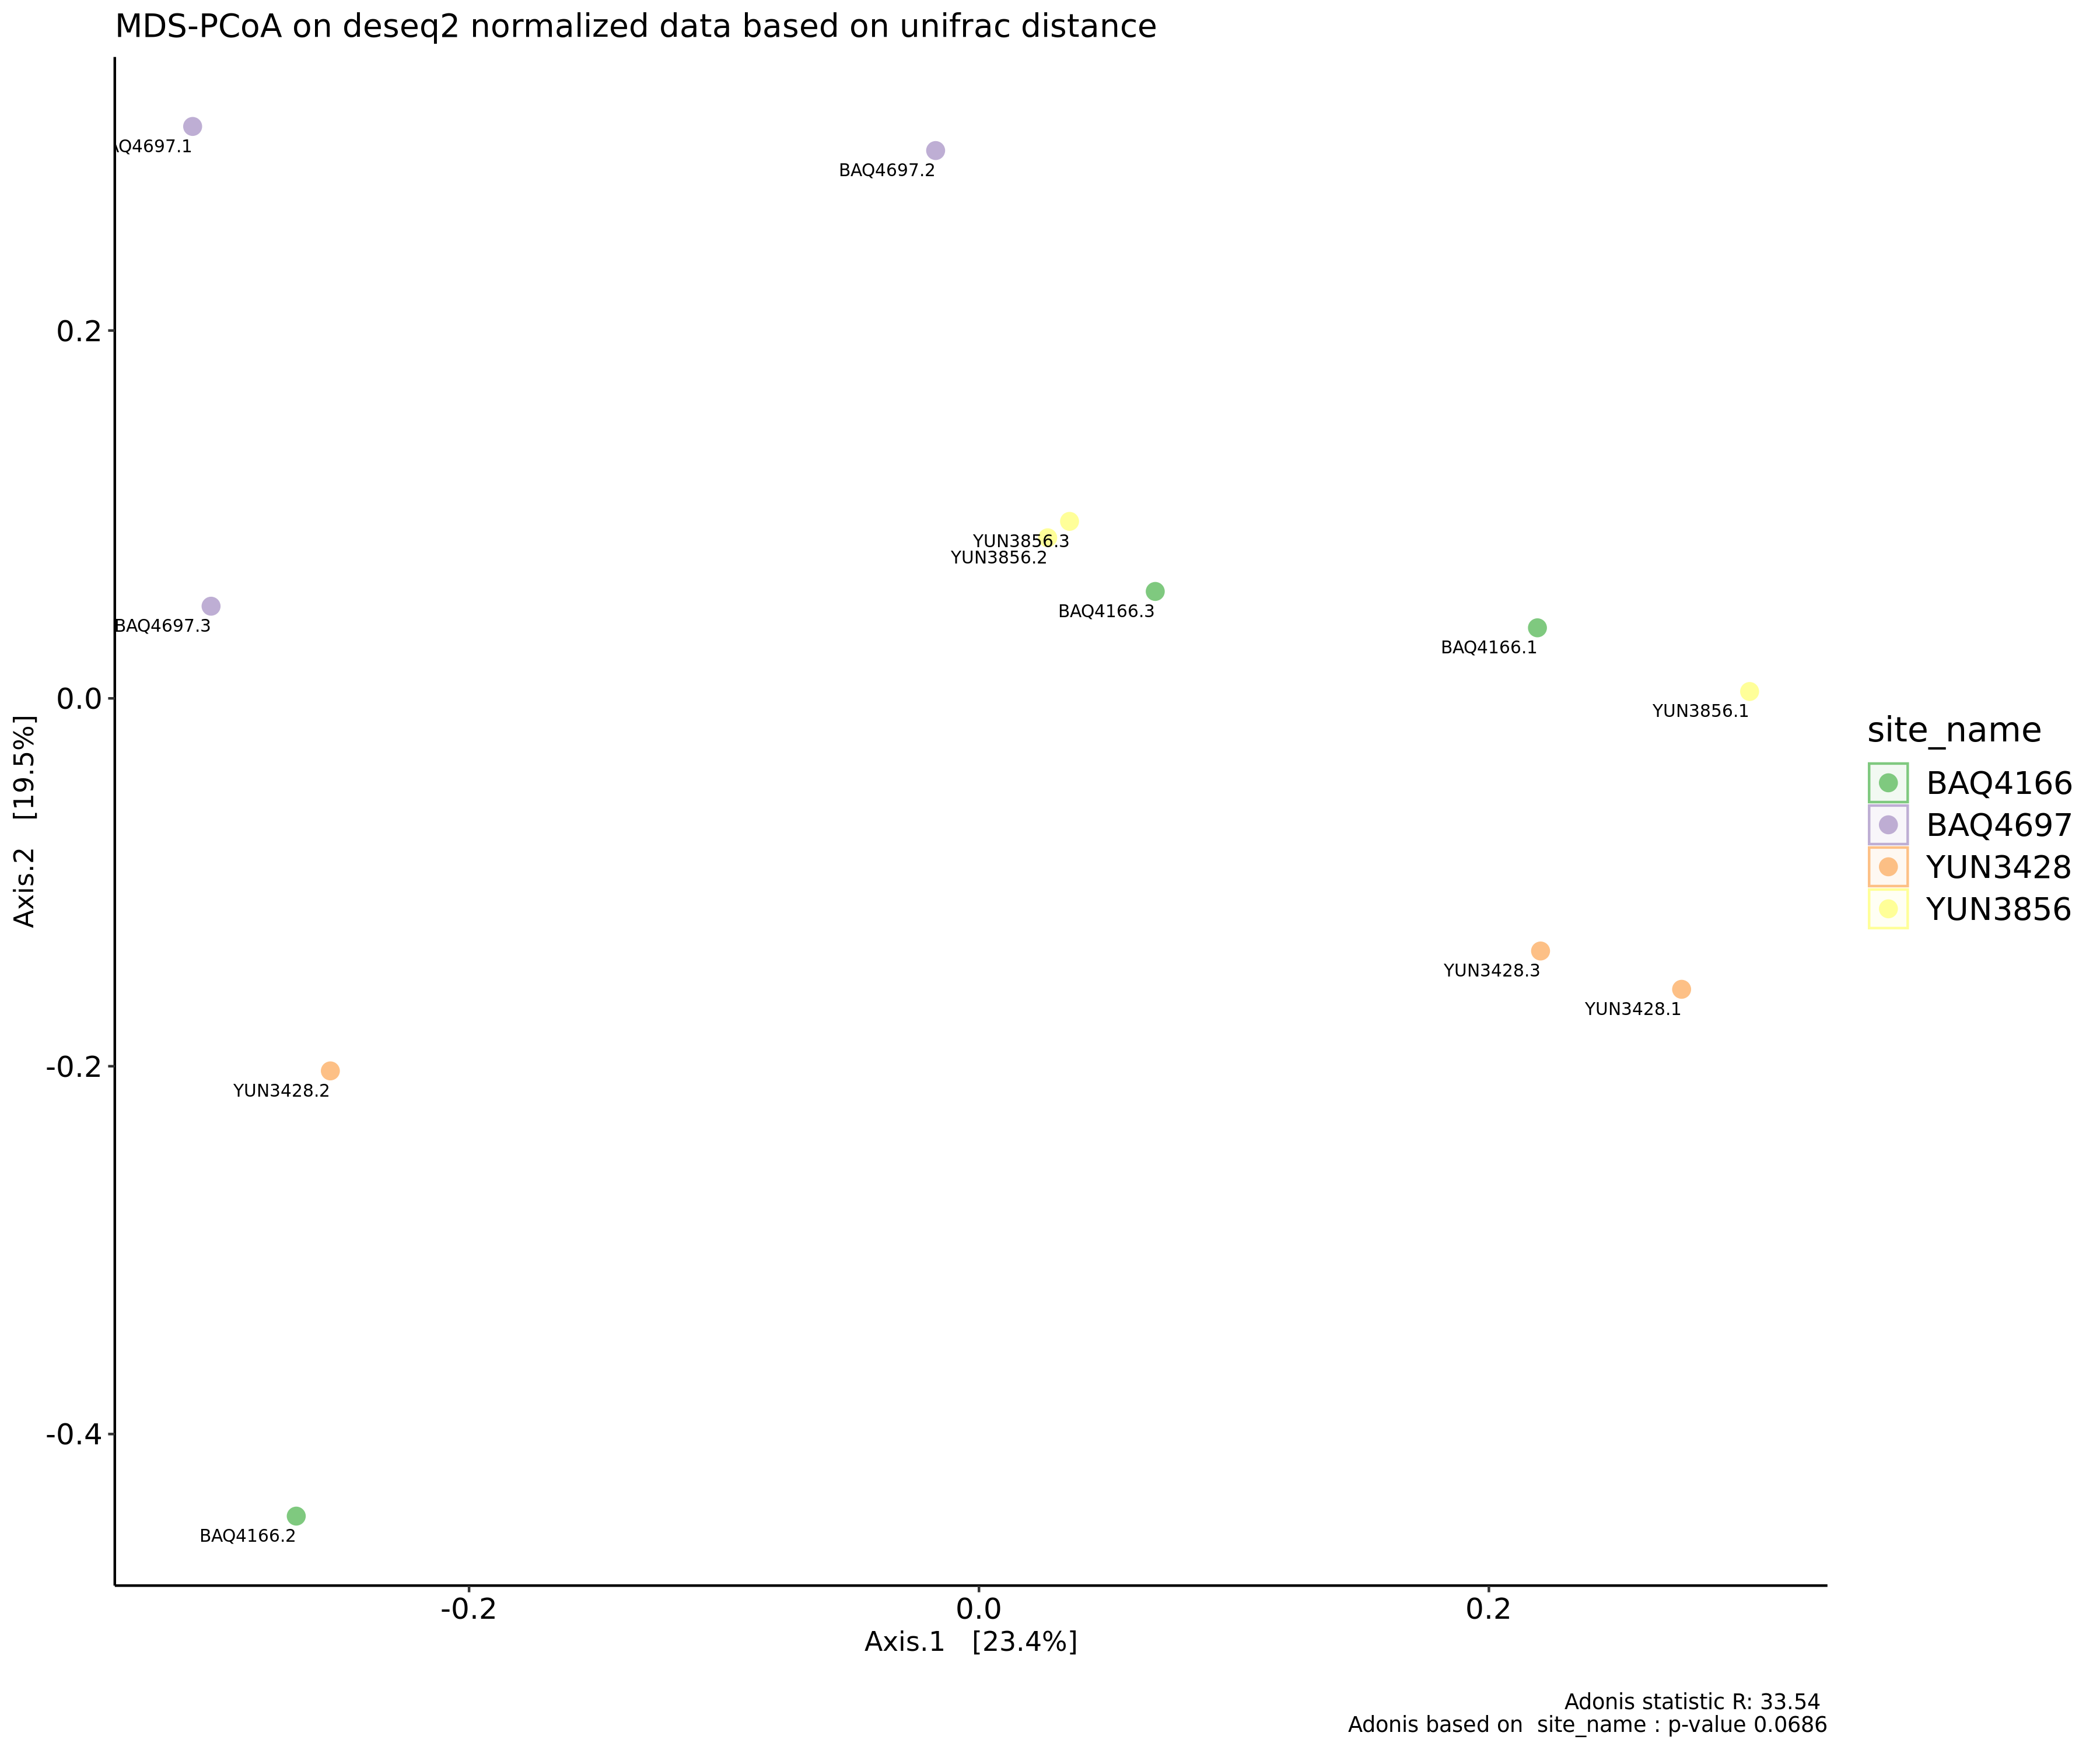 MDS-PCoA on deseq2 normalized data based on unifrac distance
AQ4697.1
BAQ4697.2
0.2
YUN3856.3
YUN3856.2
BAQ4166.3
BAQ4697.3
BAQ4166.1
0.0
YUN3856.1
site_name
BAQ4166
BAQ4697
YUN3428
YUN3856
Axis.2 [19.5%]
YUN3428.3
YUN3428.1
-0.2
YUN3428.2
-0.4
BAQ4166.2
-0.2 0.0 0.2
Axis.1 [23.4%]
Adonis statistic R: 33.54
Adonis based on site_name : p-value 0.0686